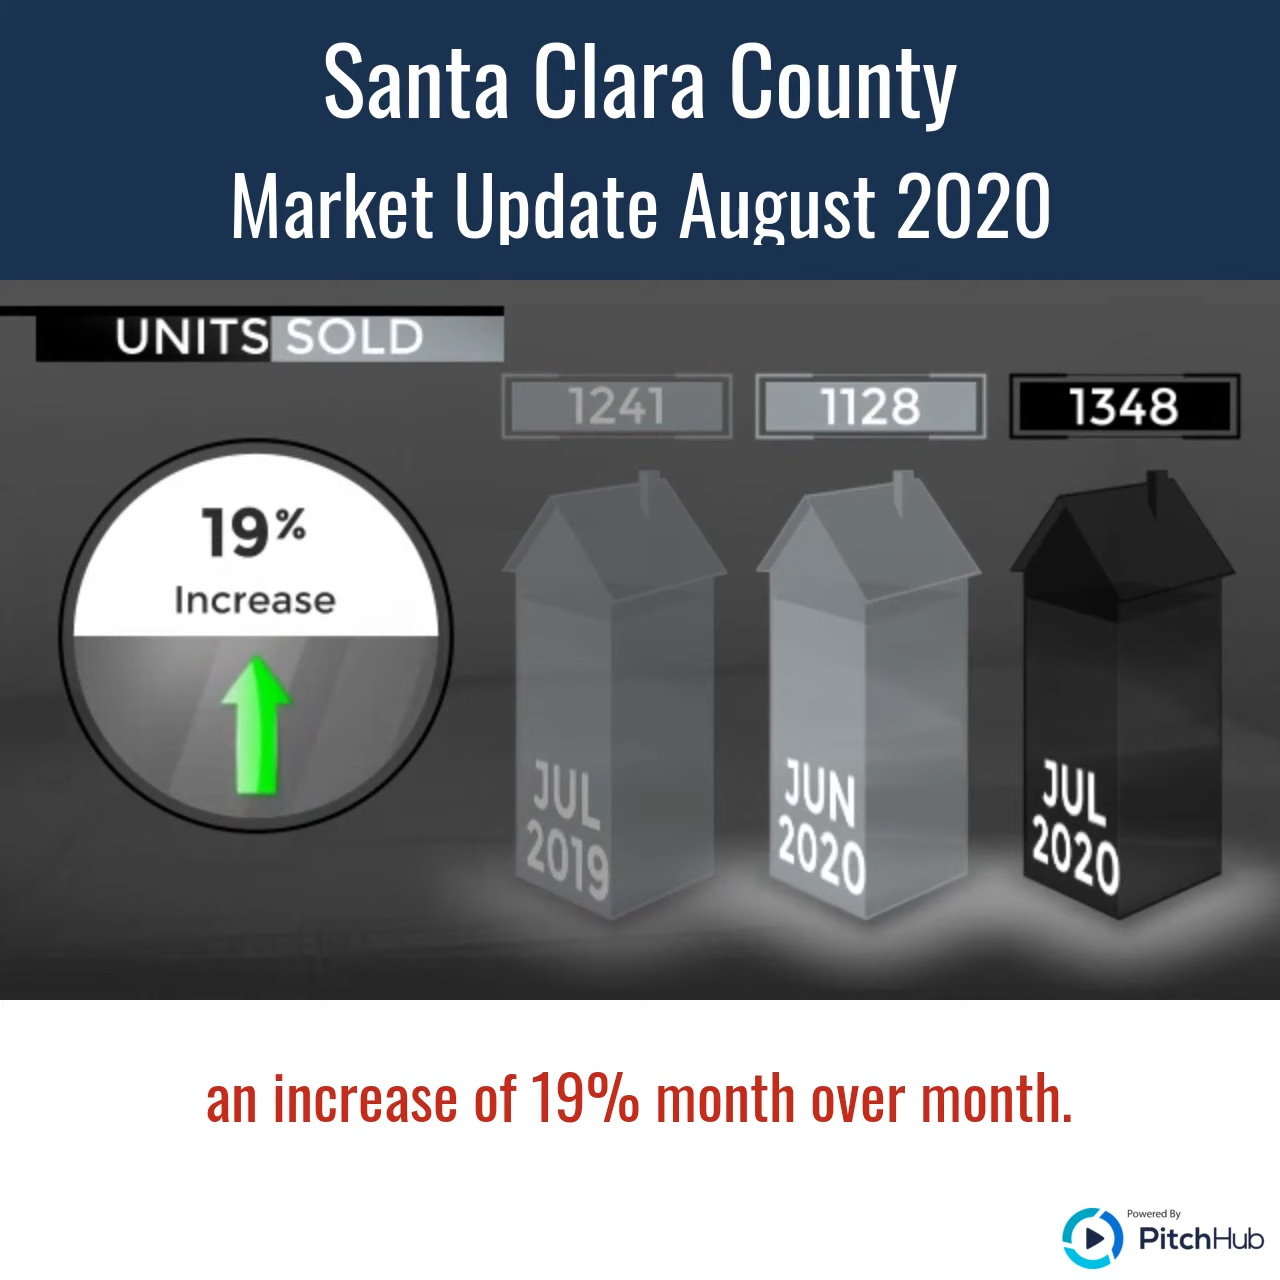 Santa Clara County
Market Update August 2020
UNITS SOLD
1241
1128
1348
19%
Increase
JUL
2019
JUN
2020
JUL
2020
an increase of 19% month over month.
Powered By
PitchHub